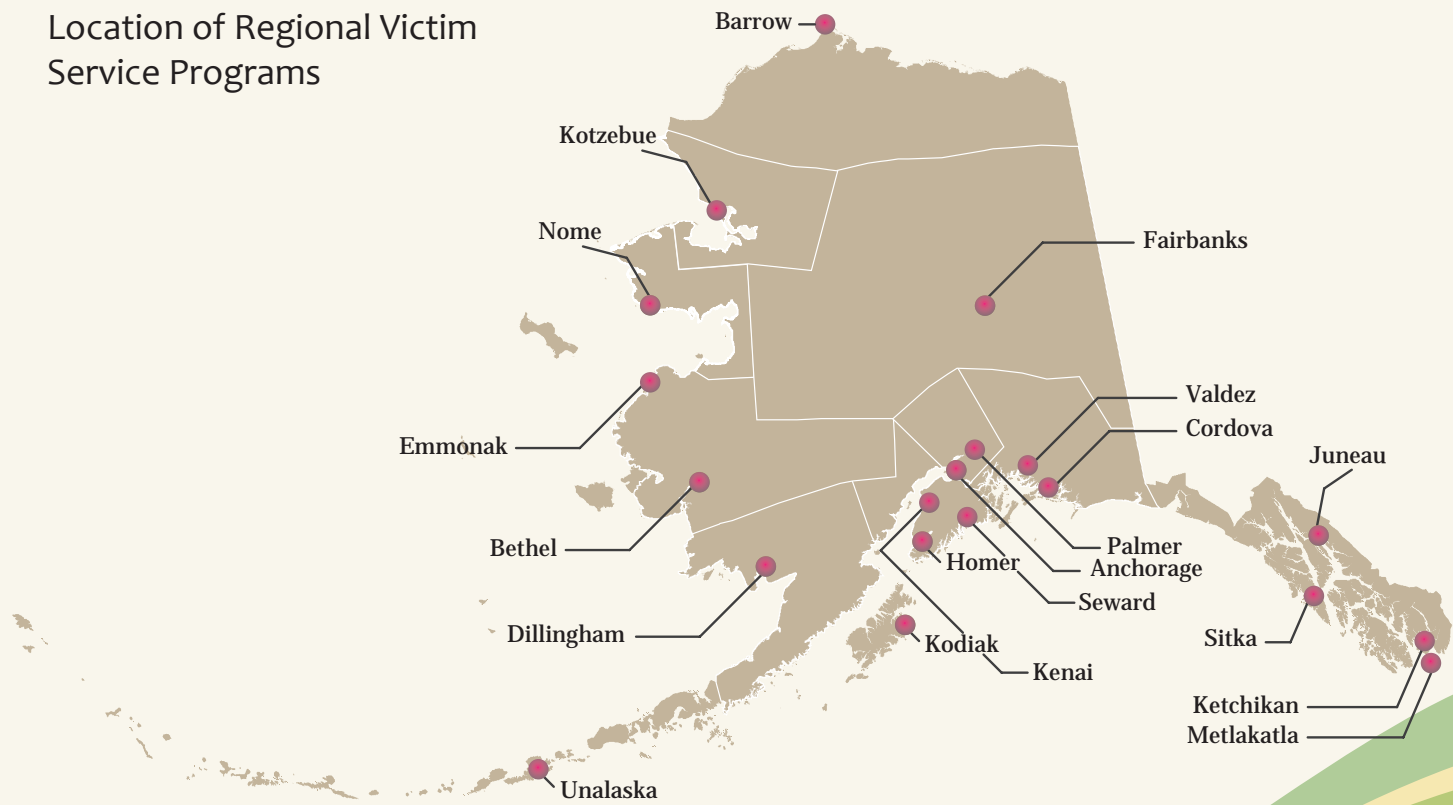 Location of Regional Victim
Service Programs
Barrow
Kotzebue
Nome
Fairbanks
Valdez
Emmonak
Cordova
Juneau
Bethel
Palmer
Homer
Anchorage
Seward
Dillingham
Sitka
Kodiak
Kenai
Ketchikan
Metlakatla
Unalaska